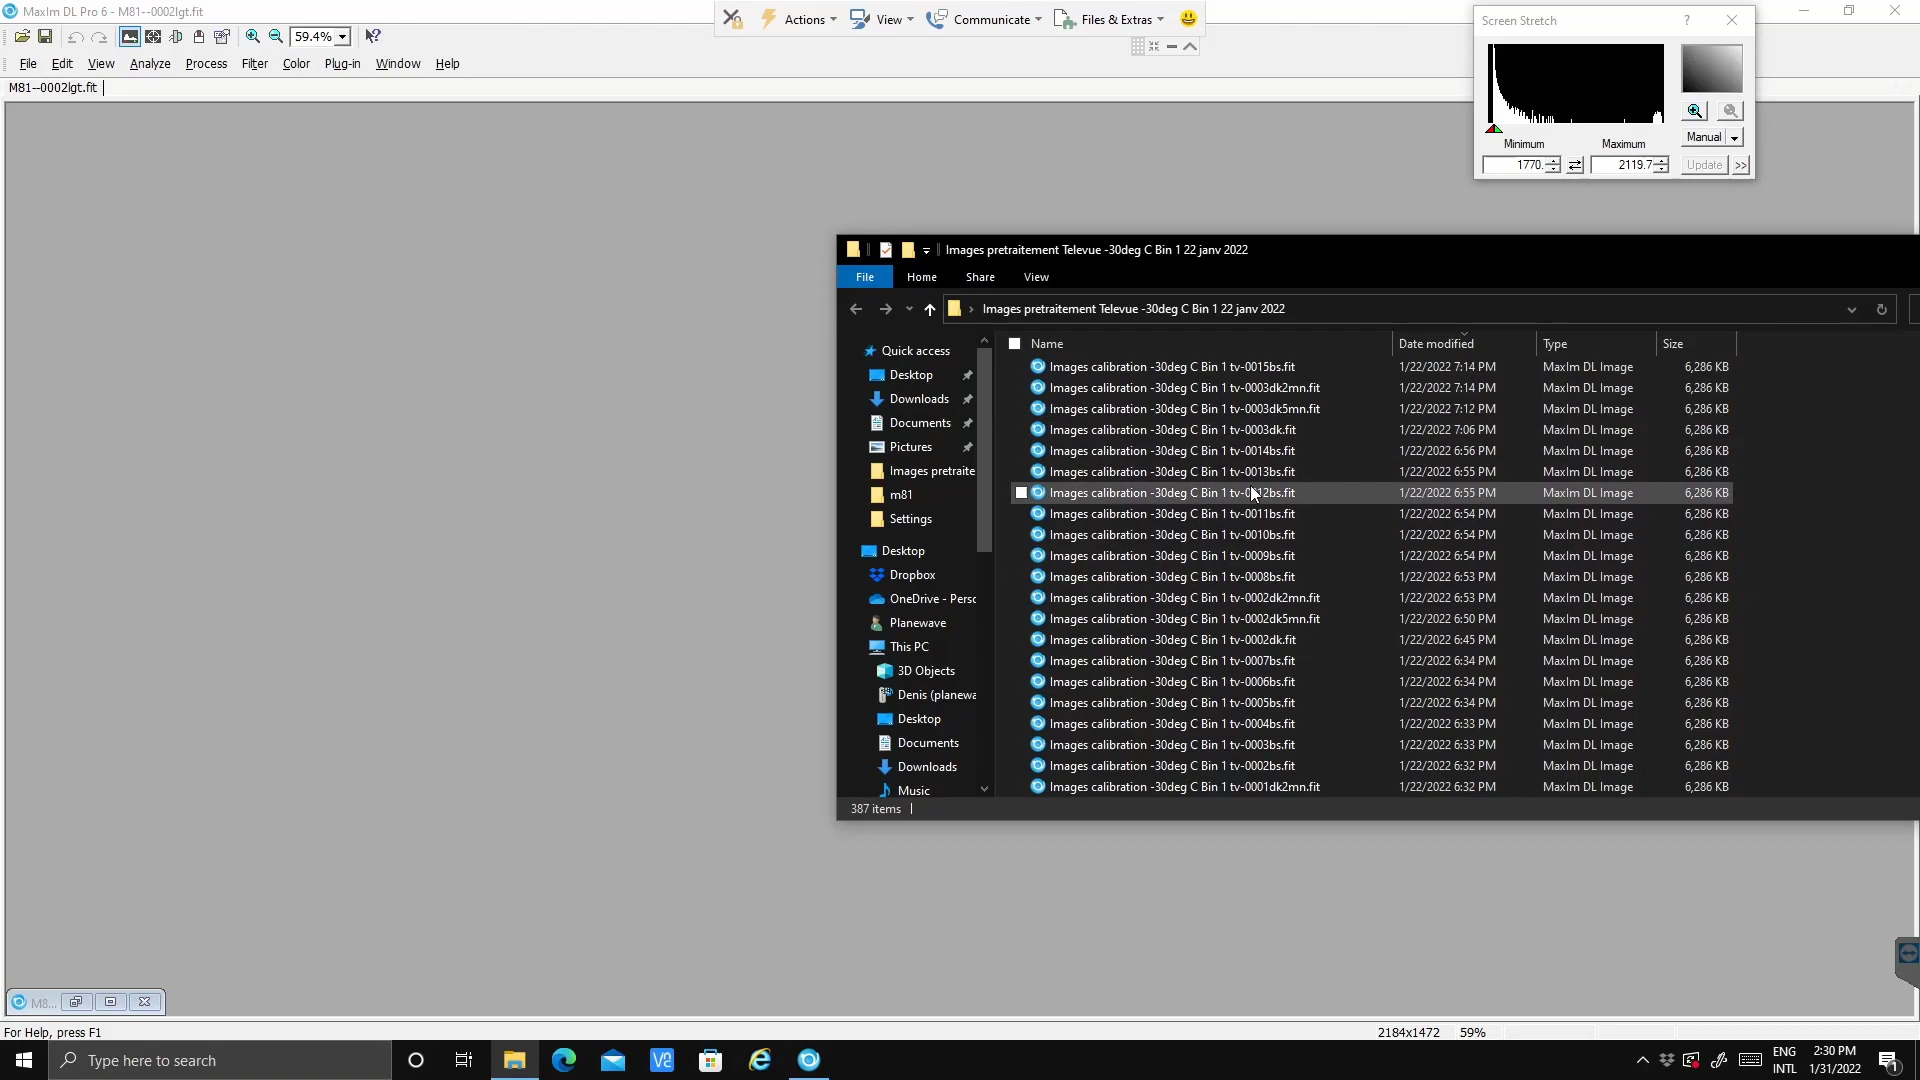 MaxIm DL Pro 6 - M81--0002lgt.fit
Actions
View
Communicate
Files & Extras
59.4%
File Edit View Analyze Process Filter Color Plug-in Window Help
M81--0002lgt.fit
Screen Stretch
?
Manual
Minimum Maximum
1770. 2119.7 Update >>
Images pretraitement Televue -30deg C Bin 1 22 janv 2022
File Home Share View
Images pretraitement Televue -30deg C Bin 1 22 janv 2022
Quick access
Desktop
Downloads
Documents
Pictures
Images pretraite
m81
Settings
Desktop
Dropbox
OneDrive - Perso
Planewave
This PC
3D Objects
Denis (planewa
Desktop
Documents
Downloads
Music
Name Date modified Type Size
Images calibration -30deg C Bin 1 tv-0015bs.fit 1/22/2022 7:14 PM MaxIm DL Image 6,286 KB
Images calibration -30deg C Bin 1 tv-0003dk2mn.fit 1/22/2022 7:14 PM MaxIm DL Image 6,286 KB
Images calibration -30deg C Bin 1 tv-0003dk5mn.fit 1/22/2022 7:12 PM MaxIm DL Image 6,286 KB
Images calibration -30deg C Bin 1 tv-0003dk.fit 1/22/2022 7:06 PM MaxIm DL Image 6,286 KB
Images calibration -30deg C Bin 1 tv-0014bs.fit 1/22/2022 6:56 PM MaxIm DL Image 6,286 KB
Images calibration -30deg C Bin 1 tv-0013bs.fit 1/22/2022 6:55 PM MaxIm DL Image 6,286 KB
Images calibration -30deg C Bin 1 tv-0012bs.fit 1/22/2022 6:55 PM MaxIm DL Image 6,286 KB
Images calibration -30deg C Bin 1 tv-0011bs.fit 1/22/2022 6:54 PM MaxIm DL Image 6,286 KB
Images calibration -30deg C Bin 1 tv-0010bs.fit 1/22/2022 6:54 PM MaxIm DL Image 6,286 KB
Images calibration -30deg C Bin 1 tv-0009bs.fit 1/22/2022 6:54 PM MaxIm DL Image 6,286 KB
Images calibration -30deg C Bin 1 tv-0008bs.fit 1/22/2022 6:53 PM MaxIm DL Image 6,286 KB
Images calibration -30deg C Bin 1 tv-0002dk2mn.fit 1/22/2022 6:53 PM MaxIm DL Image 6,286 KB
Images calibration -30deg C Bin 1 tv-0002dk5mn.fit 1/22/2022 6:50 PM MaxIm DL Image 6,286 KB
Images calibration -30deg C Bin 1 tv-0002dk.fit 1/22/2022 6:45 PM MaxIm DL Image 6,286 KB
Images calibration -30deg C Bin 1 tv-0007bs.fit 1/22/2022 6:34 PM MaxIm DL Image 6,286 KB
Images calibration -30deg C Bin 1 tv-0006bs.fit 1/22/2022 6:34 PM MaxIm DL Image 6,286 KB
Images calibration -30deg C Bin 1 tv-0005bs.fit 1/22/2022 6:34 PM MaxIm DL Image 6,286 KB
Images calibration -30deg C Bin 1 tv-0004bs.fit 1/22/2022 6:33 PM MaxIm DL Image 6,286 KB
Images calibration -30deg C Bin 1 tv-0003bs.fit 1/22/2022 6:33 PM MaxIm DL Image 6,286 KB
Images calibration -30deg C Bin 1 tv-0002bs.fit 1/22/2022 6:32 PM MaxIm DL Image 6,286 KB
Images calibration -30deg C Bin 1 tv-0001dk2mn.fit 1/22/2022 6:32 PM MaxIm DL Image 6,286 KB
387 items
M8...
For Help, press F1
2184x1472 59%
Type here to search
ENG
INTL
2:30 PM
1/31/2022
1